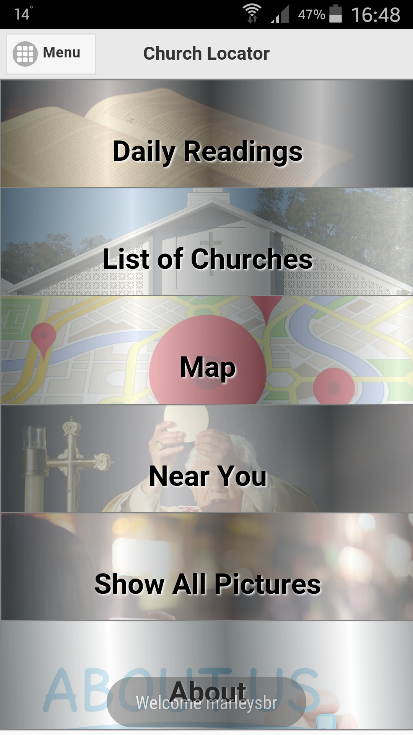 14°
47%
16:48
Menu
Church Locator
Daily Readings
List of Churches
Map
Near You
Show All Pictures
ABOUT US
About
Welcome marleysbr